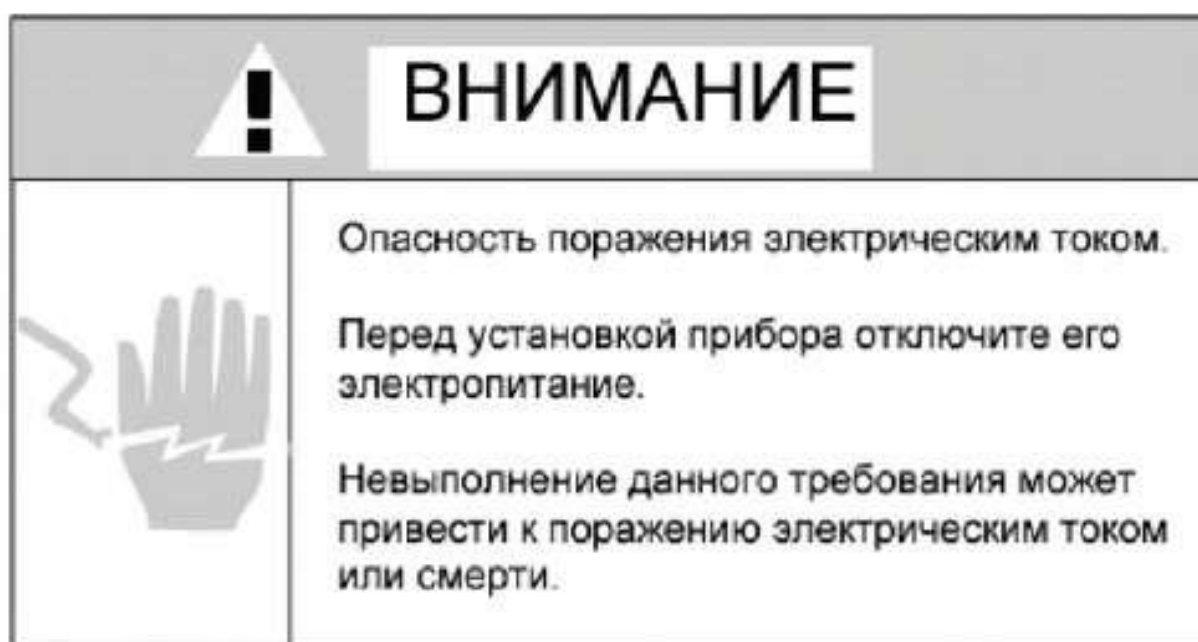 ВНИМАНИЕ
Опасность поражения электрическим током.
Перед установкой прибора отключите его
электропитание.
Невыполнение данного требования может
привести к поражению электрическим током
или смерти.